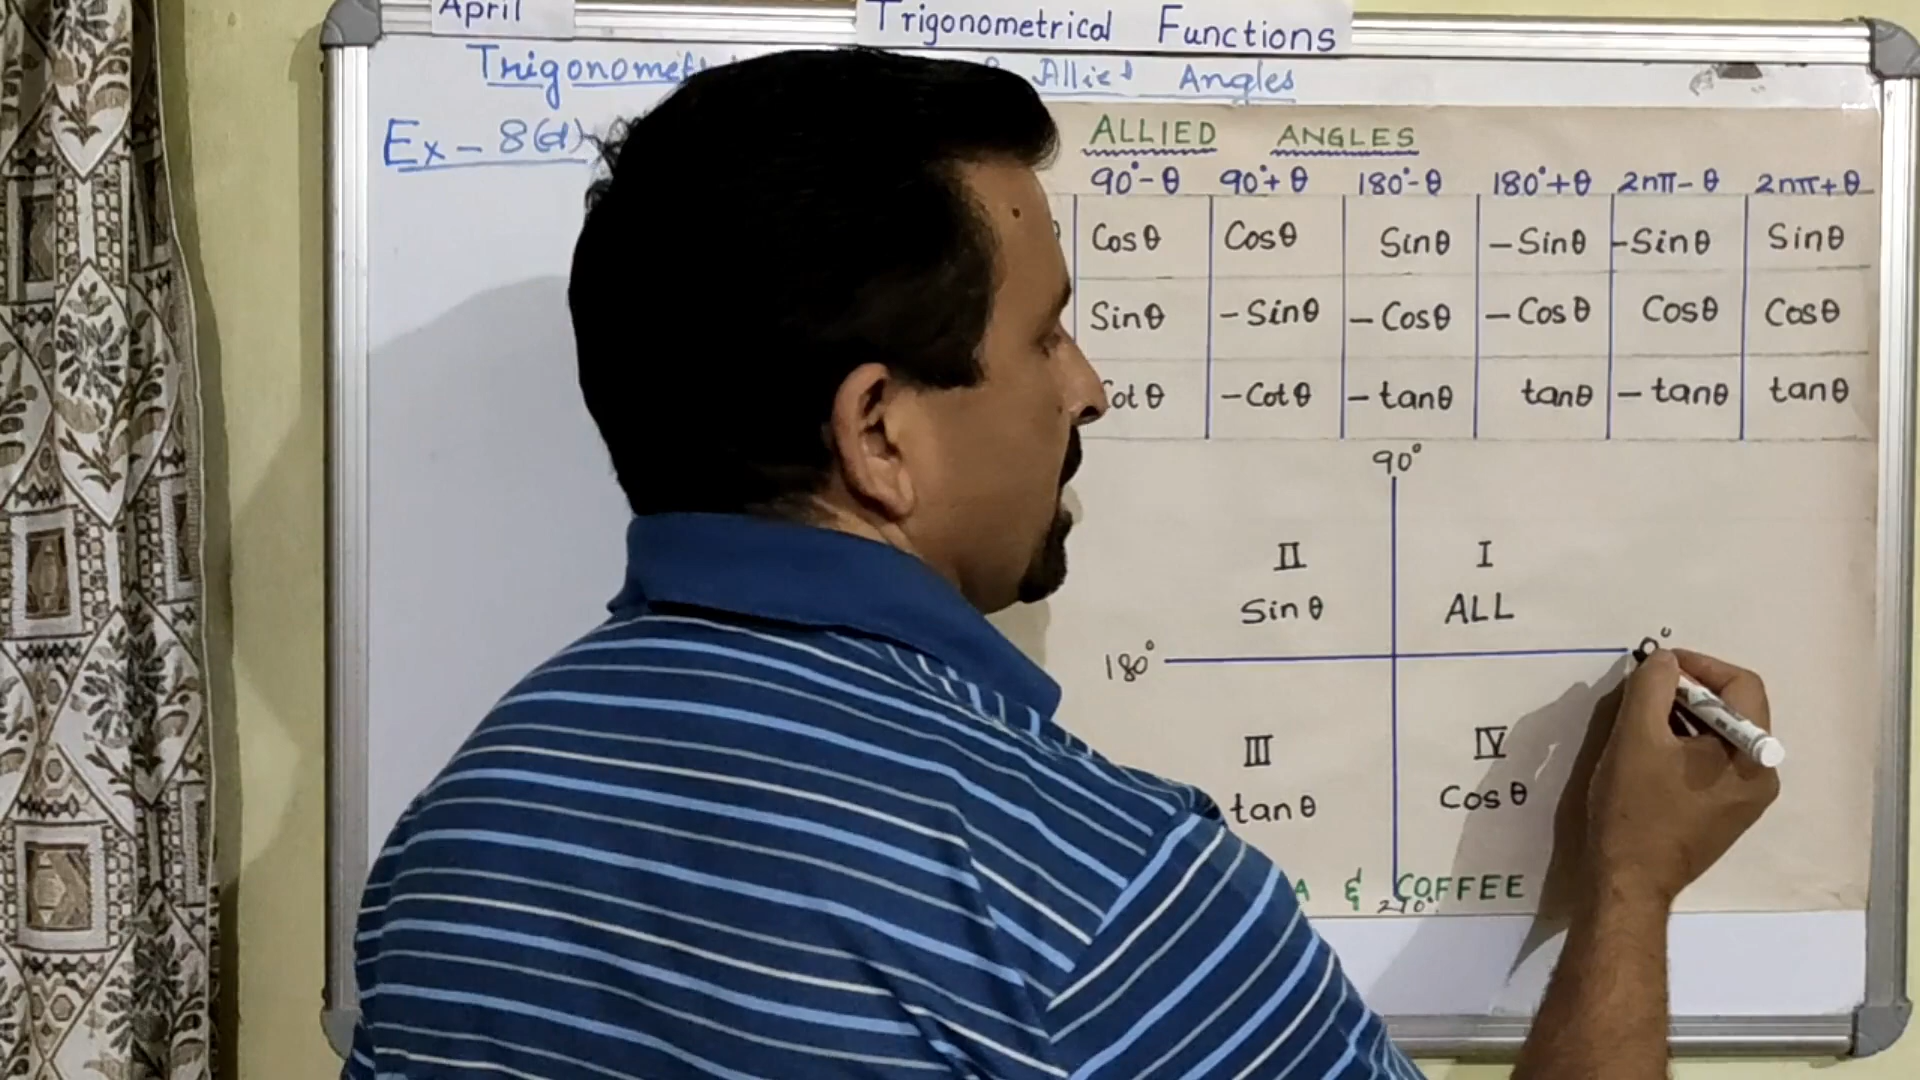 April
Trigonometrical Functions
Allied Angles
Ex - 8(d)
ALLIED ANGLES
90°-θ 90°+θ 180°-θ 180°+θ 2nπ-θ 2nπ+θ
Cosθ Cosθ Sinθ -Sinθ -Sinθ Sinθ
Sinθ -Sinθ -Cosθ -Cosθ Cosθ Cosθ
Cotθ -Cotθ -tanθ tanθ -tanθ tanθ
90°
II I
Sinθ ALL
180° 0°
III IV
tanθ Cosθ
& COFFEE
270°